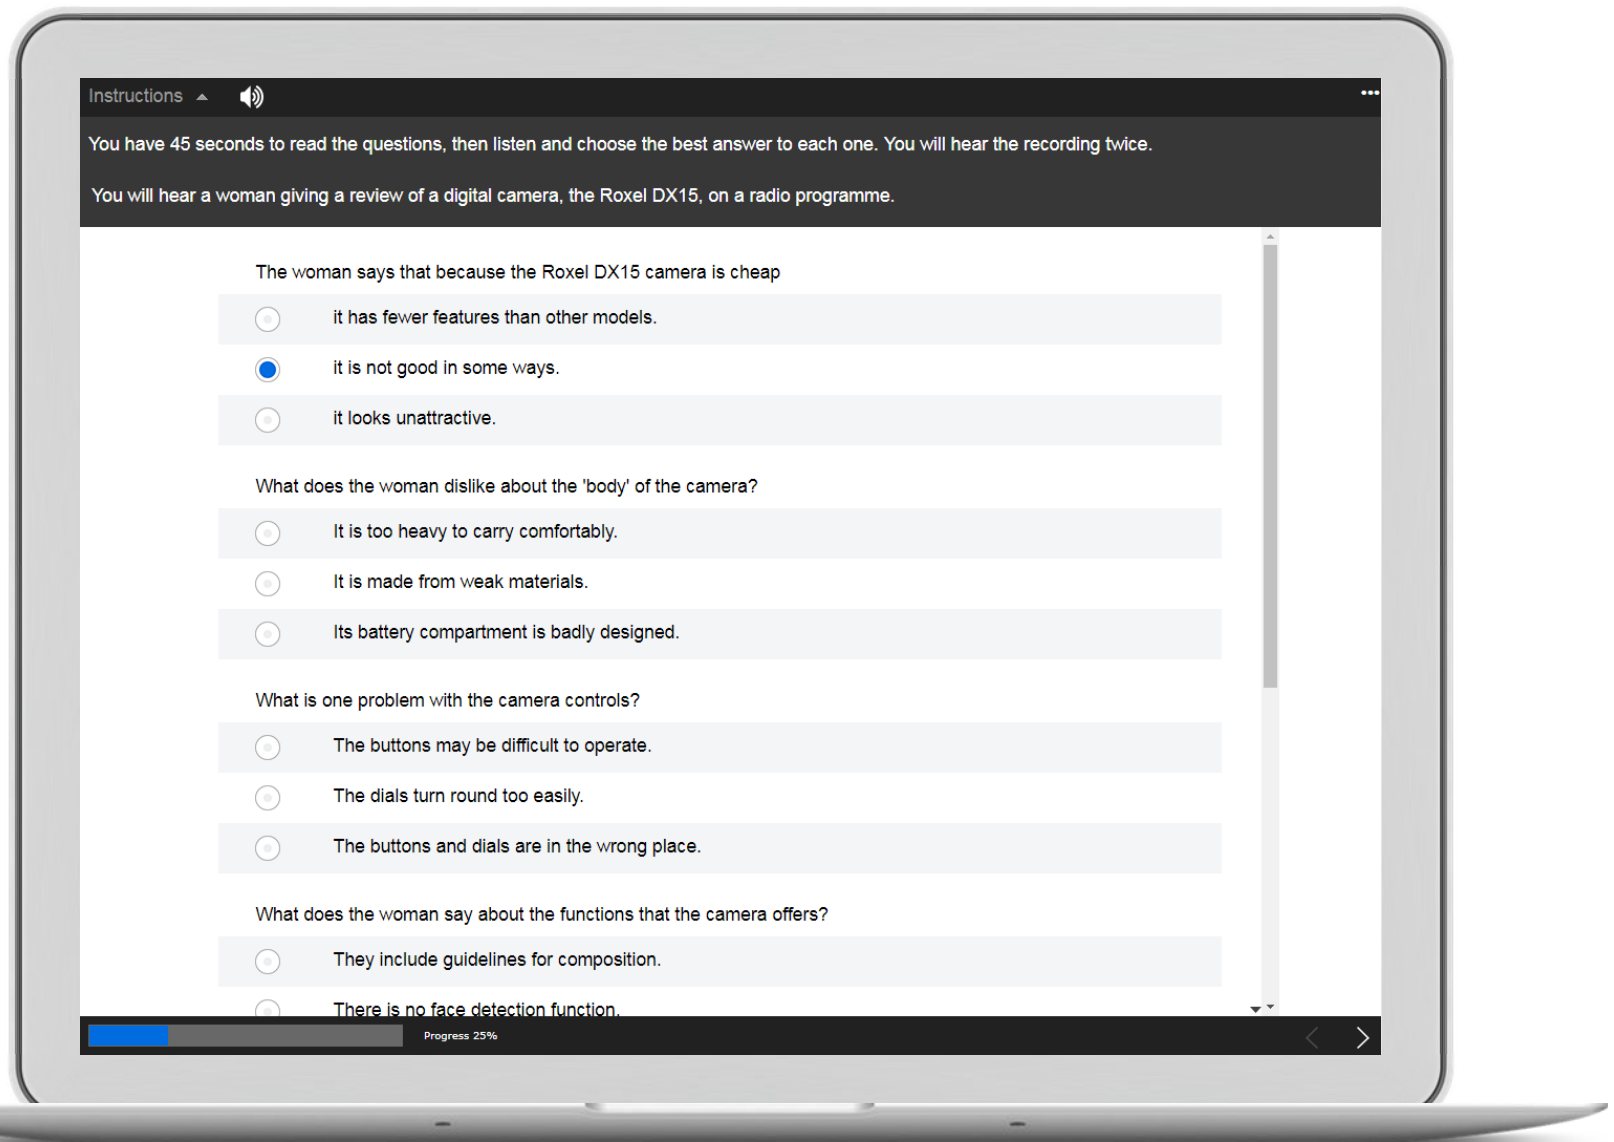 Instructions
You have 45 seconds to read the questions, then listen and choose the best answer to each one. You will hear the recording twice.
You will hear a woman giving a review of a digital camera, the Roxel DX15, on a radio programme.
The woman says that because the Roxel DX15 camera is cheap
it has fewer features than other models.
it is not good in some ways.
it looks unattractive.
What does the woman dislike about the 'body' of the camera?
It is too heavy to carry comfortably.
It is made from weak materials.
Its battery compartment is badly designed.
What is one problem with the camera controls?
The buttons may be difficult to operate.
The dials turn round too easily.
The buttons and dials are in the wrong place.
What does the woman say about the functions that the camera offers?
They include guidelines for composition.
There is no face detection function.
Progress 25%